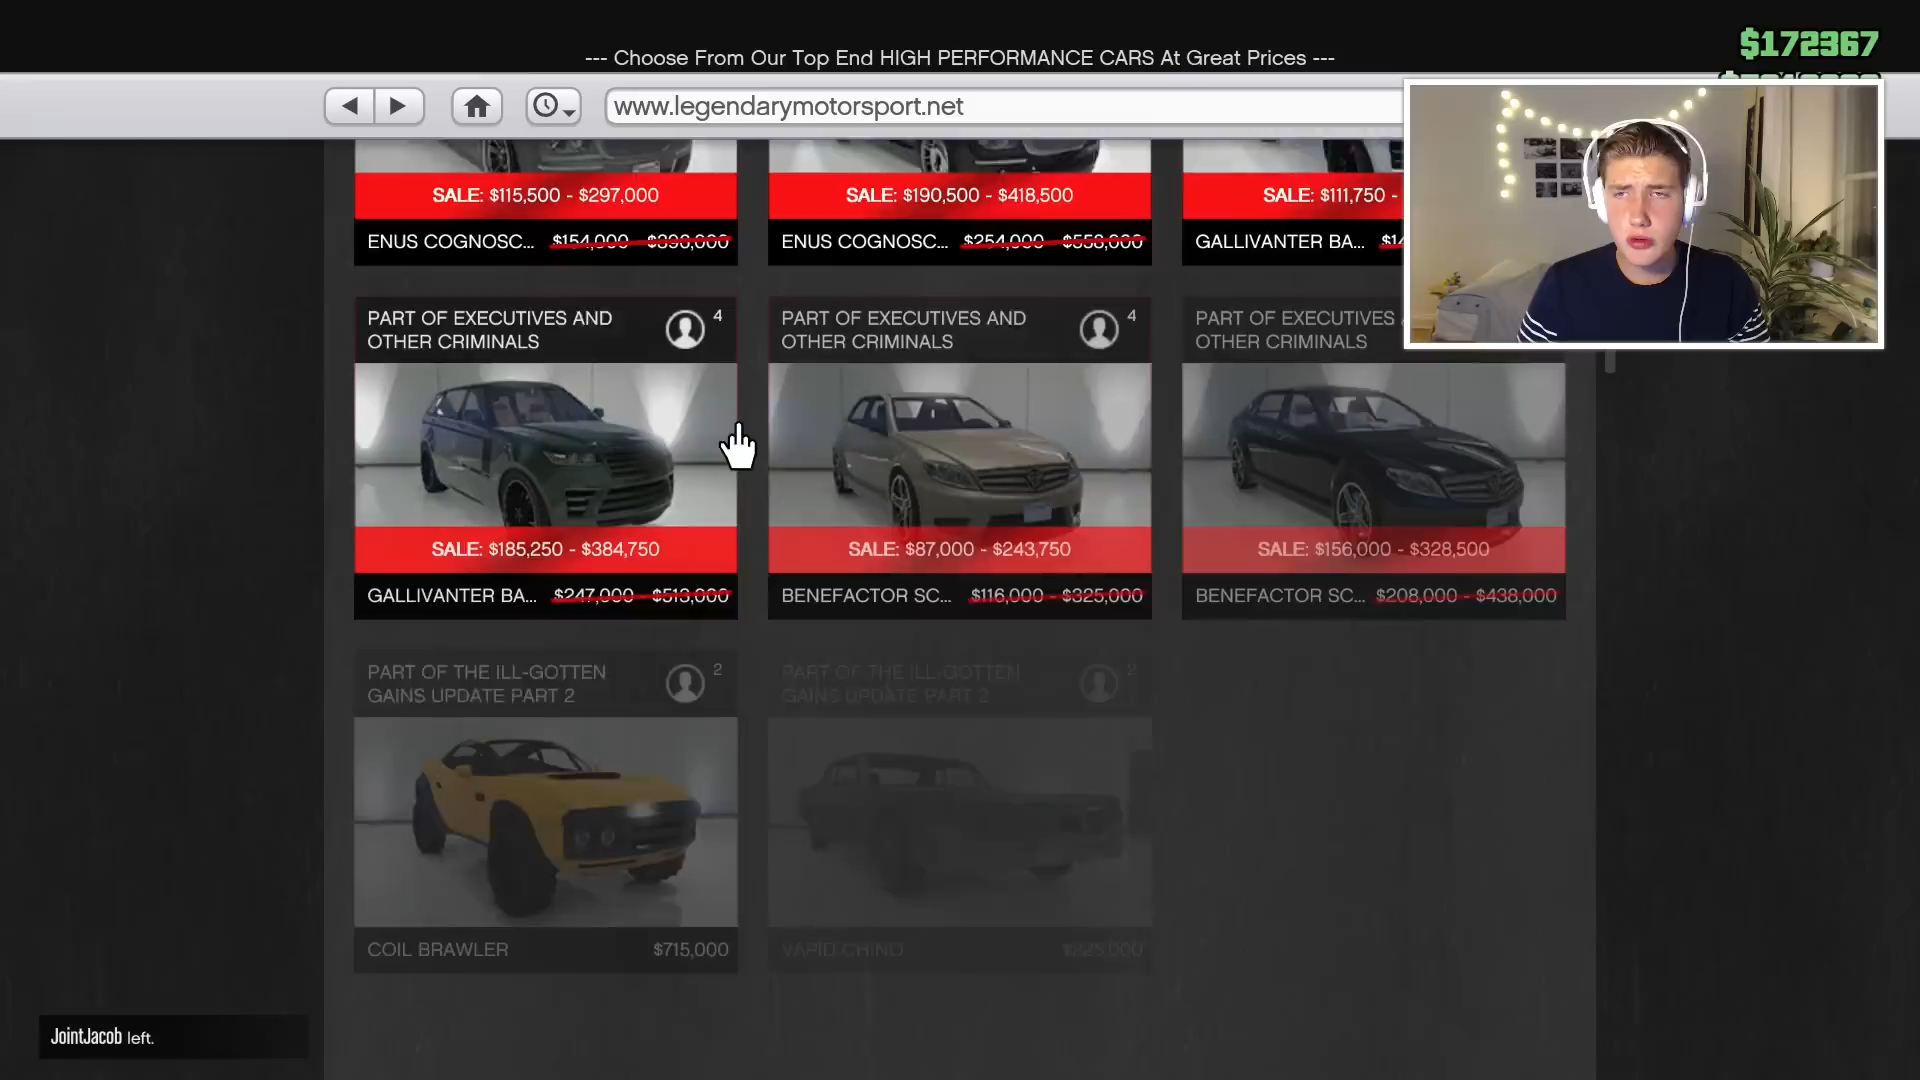 --- Choose From Our Top End HIGH PERFORMANCE CARS At Great Prices ---
$172367
www.legendarymotorsport.net
SALE: $115,500 - $297,000
SALE: $190,500 - $418,500
SALE: $111,750 -
ENUS COGNOSC...
ENUS COGNOSC... $254,000 - $558,000
GALLIVANTER BA...
PART OF EXECUTIVES AND
OTHER CRIMINALS
4
PART OF EXECUTIVES AND
OTHER CRIMINALS
4
PART OF EXECUTIVES
OTHER CRIMINALS
SALE: $185,250 - $384,750
SALE: $87,000 - $243,750
SALE: $156,000 - $328,500
GALLIVANTER BA... $247,000 - $513,000
BENEFACTOR SC... $116,000 - $325,000
BENEFACTOR SC... $208,000 - $438,000
PART OF THE ILL-GOTTEN
GAINS UPDATE PART 2
2
PART OF THE ILL-GOTTEN
GAINS UPDATE PART 2
2
COIL BRAWLER $715,000
VAPID CHINO
JointJacob left.